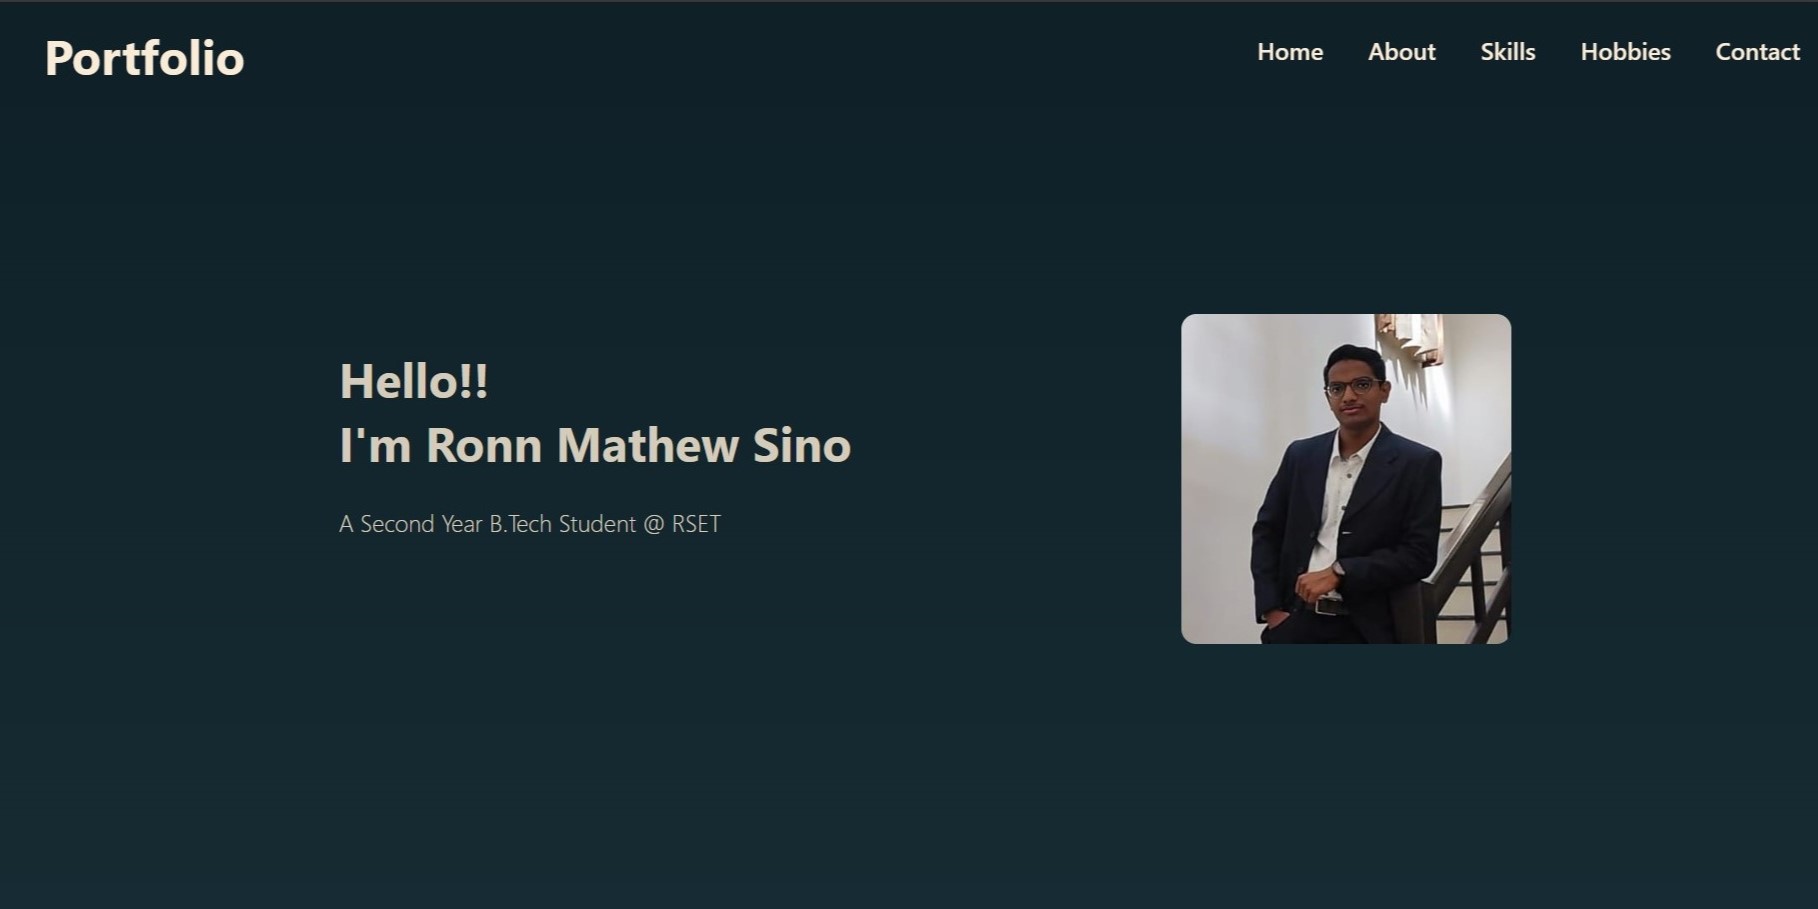 Portfolio
Home About Skills Hobbies Contact
Hello!!
I'm Ronn Mathew Sino
A Second Year B.Tech Student @ RSET